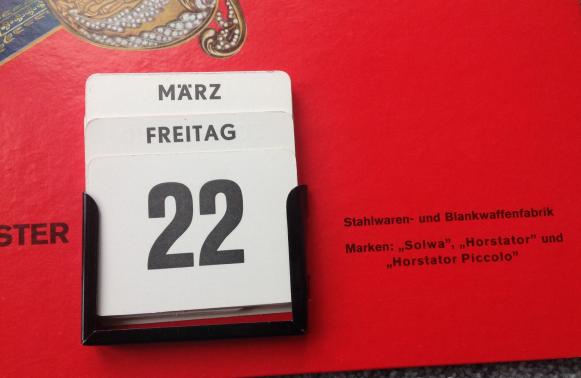 MÄRZ
FREITAG
22
STER
Stahlwaren- und Blankwaffenfabrik
Marken: „Solwa”, „Horstator” und
„Horstator Piccolo”